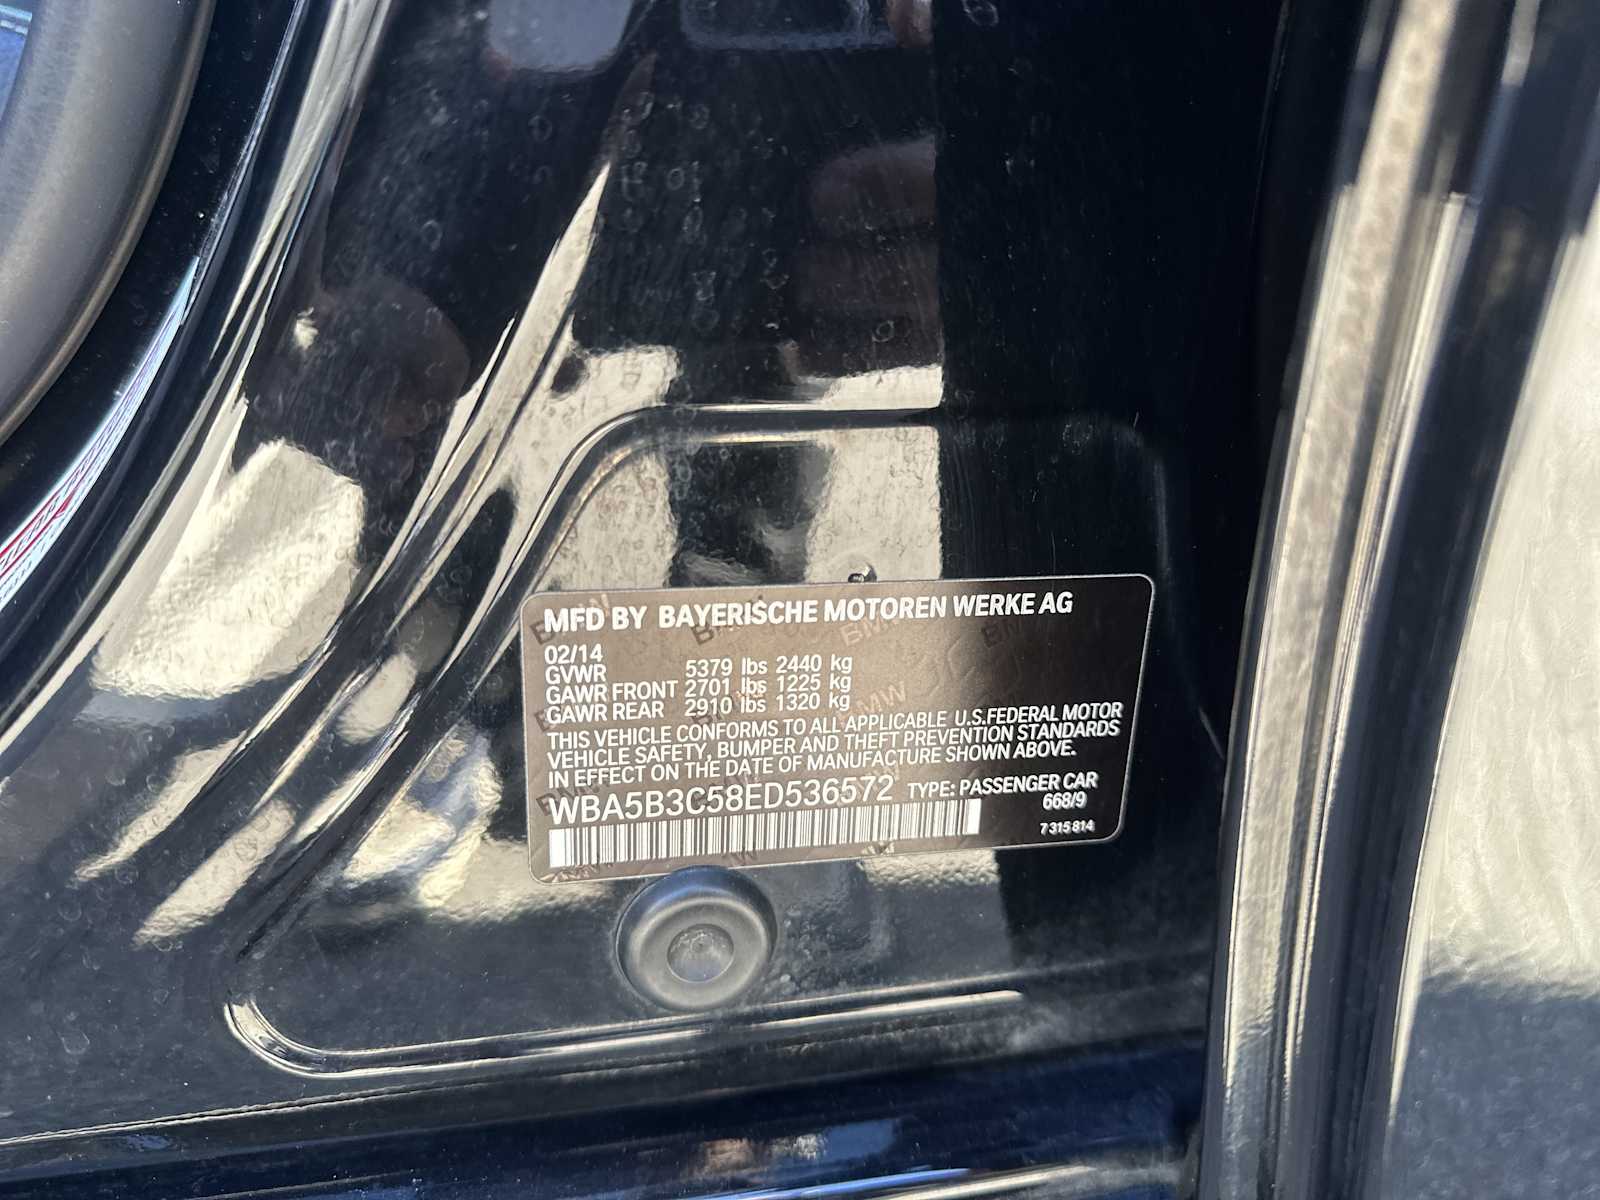 MFD BY BAYERISCHE MOTOREN WERKE AG
02/14
GVWR 5379 lbs 2440 kg
GAWR FRONT 2701 lbs 1225 kg
GAWR REAR 2910 lbs 1320 kg
THIS VEHICLE CONFORMS TO ALL APPLICABLE U.S.FEDERAL MOTOR
VEHICLE SAFETY, BUMPER AND THEFT PREVENTION STANDARDS
IN EFFECT ON THE DATE OF MANUFACTURE SHOWN ABOVE.
WBA5B3C58ED536572 TYPE: PASSENGER CAR
668/9
7 315 814